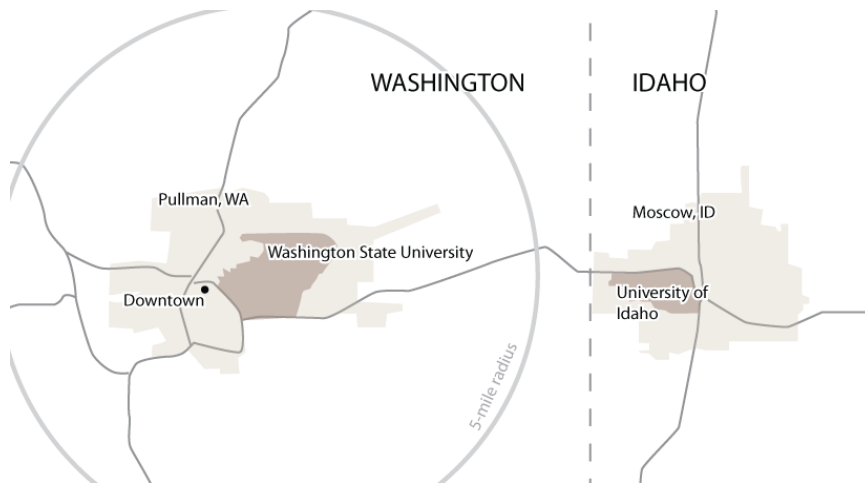 WASHINGTON
IDAHO
Pullman, WA
Moscow, ID
Washington State University
Downtown
University of
Idaho
5-mile radius